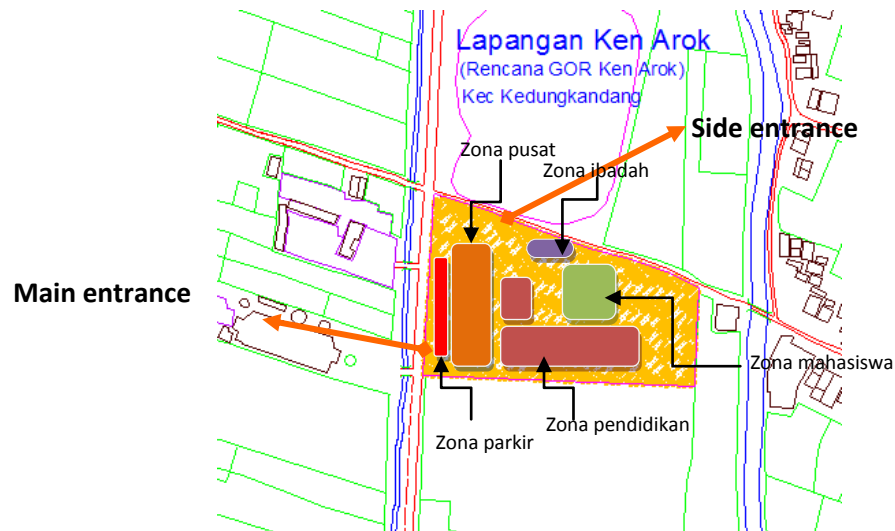 Lapangan Ken Arok
(Rencana GOR Ken Arok)
Kec Kedungkandang
Side entrance
Zona pusat
Zona ibadah
Main entrance
Zona mahasiswa
Zona pendidikan
Zona parkir